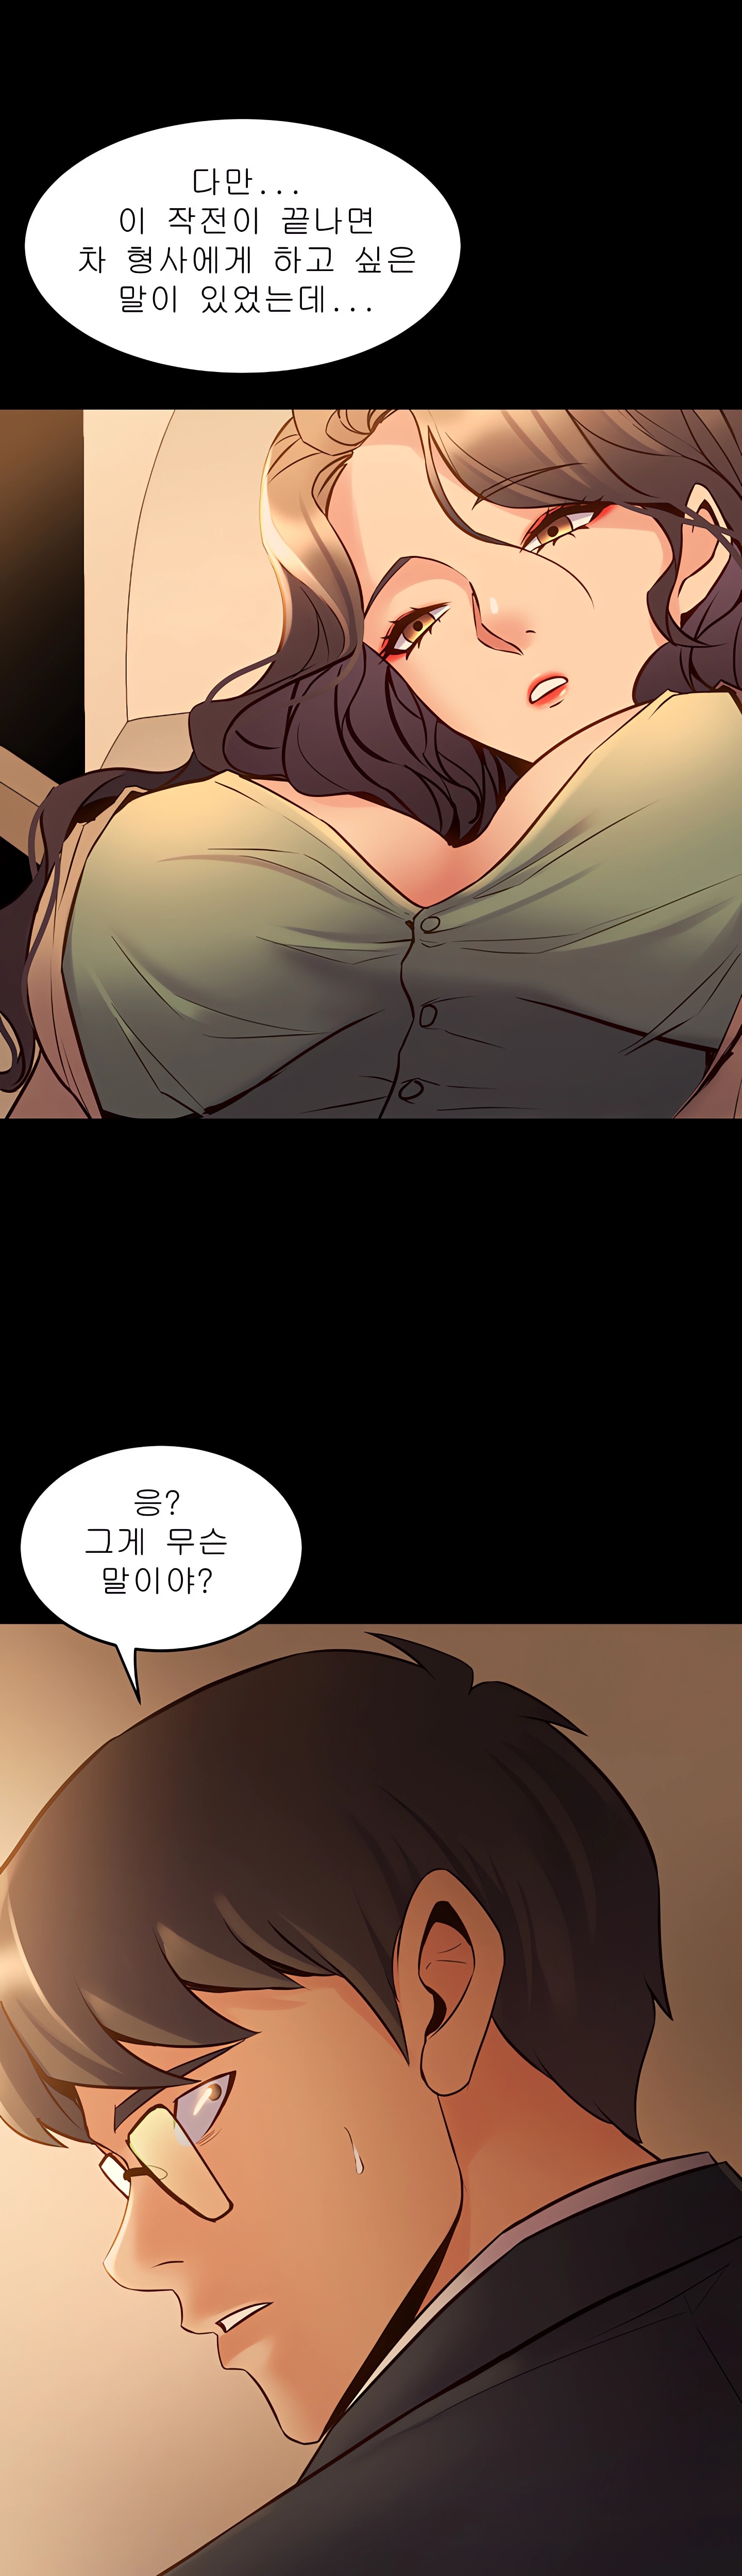 다만...
이 작전이 끝나면
차 형사에게 하고 싶은
말이 있었는데...
응?
그게 무슨
말이야?